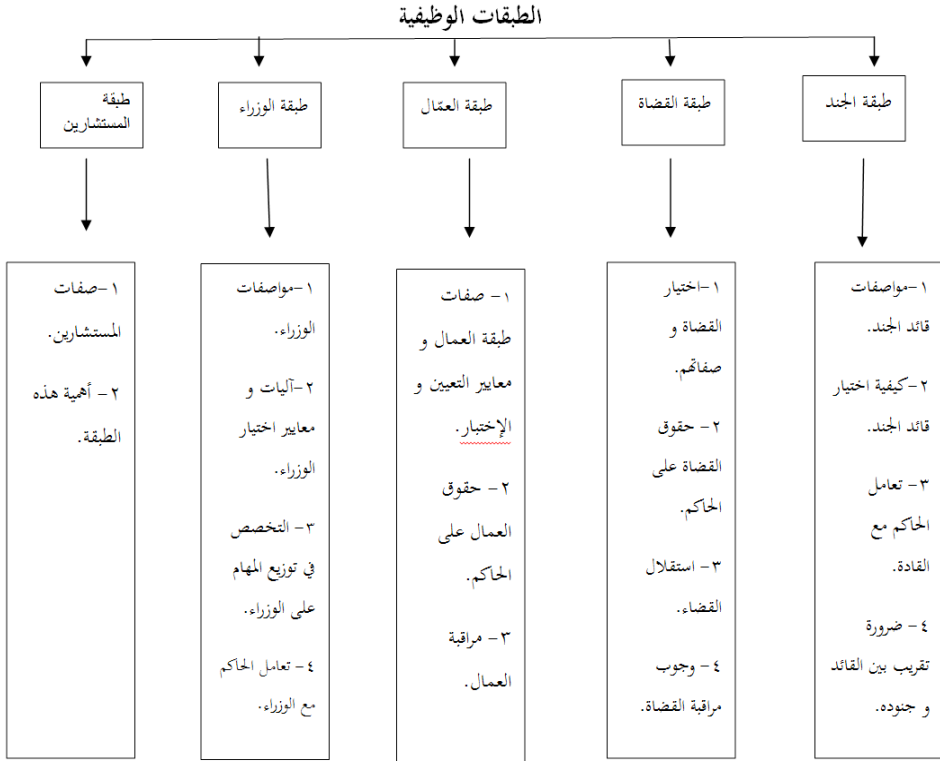 الطبقات الوظيفية
طبقة الجند
طبقة القضاة
طبقة العمّال
طبقة الوزراء
طبقة
المستشارين
١-مواصفات
قائد الجند.
٢-كيفية اختيار
قائد الجند.
٣- تعامل
الحاكم مع
القادة.
٤- ضرورة
تقريب بين القائد
و جنوده.
١-اختيار
القضاة و
صفاتهم.
٢- حقوق
القضاة على
الحاكم.
٣- استقلال
القضاء.
٤- وجوب
مراقبة القضاة.
١- صفات
طبقة العمال و
معايير التعيين و
الإختبار.
٢- حقوق
العمال على
الحاكم.
٣- مراقبة
العمال.
١-مواصفات
الوزراء.
٢-آليات و
معايير اختيار
الوزراء.
٣- التخصص
في توزيع المهام
على الوزراء.
٤- تعامل الحاكم
مع الوزراء.
١-صفات
المستشارين.
٢- أهمية هذه
الطبقة.